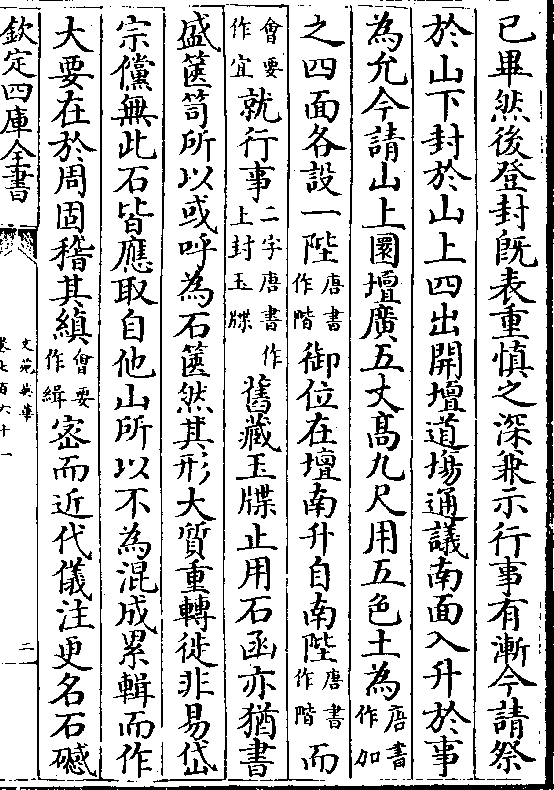 已畢然後登封旣表重慎之深兼示行事有漸今請祭
於山下封於山上四出開壇道場通議南面入升於事
為允今請山上圜壇廣五丈高九尺用五色土為唐書作加
之四面各設一陛唐書作階御位在壇南升自南陛唐書作階而
會要作宜就行事二字唐書作上封玉牒舊藏玉牒止用石函亦猶書
盛篋笥所以或呼為石篋然其形大質重轉徙非易岱
宗儻無此石皆應取自他山所以不為混成累輯而作
大要在於周固稽其縝會要作緝宻而近代儀注更名石𥗫
欽定四庫全書
文苑英華
卷七百六十一
二